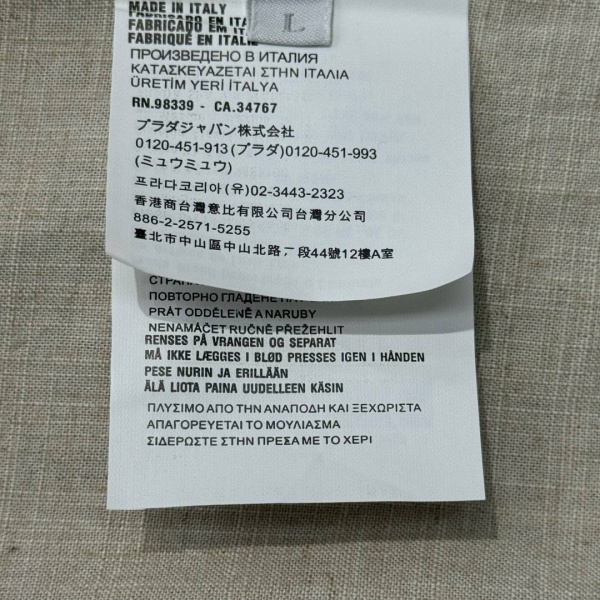 MADE IN ITALY
FABRICADO EN ITA
FABRICADO EM IT
FABRIQUÉ EN ITALIE
L
ПРОИЗВЕДЕНО В ИТАЛИЯ
ΚΑΤΑΣΚΕΥΑΖΕΤΑΙ ΣΤΗΝ ΙΤΑΛΙΑ
ÜRETİM YERİ İTALYA
RN.98339 - CA.34767
プラダジャパン株式会社
0120-451-913(プラダ)0120-451-993
(ミュウミュウ)
프라다코리아(유)02-3443-2323
香港商台灣意比有限公司台灣分公司
886-2-2571-5255
臺北市中山區中山北路二段44號12樓A室
СТРАНА
ПОВТОРНО ГЛАДЕНЕ
PRÁT ODDĚLENĚ A NARUBY
NENAMÁČET RUČNĚ PŘEŽEHLIT
RENSES PÅ VRANGEN OG SEPARAT
MÅ IKKE LÆGGES I BLØD PRESSES IGEN I HÅNDEN
PESE NURIN JA ERILLÄÄN
ÄLÄ LIOTA PAINA UUDELLEEN KÄSIN
ΠΛΥΣΙΜΟ ΑΠΟ ΤΗΝ ΑΝΑΠΟΔΗ ΚΑΙ ΞΕΧΩΡΙΣΤΑ
ΑΠΑΓΟΡΕΥΕΤΑΙ ΤΟ ΜΟΥΛΙΑΣΜΑ
ΣΙΔΕΡΩΣΤΕ ΣΤΗΝ ΠΡΕΣΑ ΜΕ ΤΟ ΧΕΡΙ